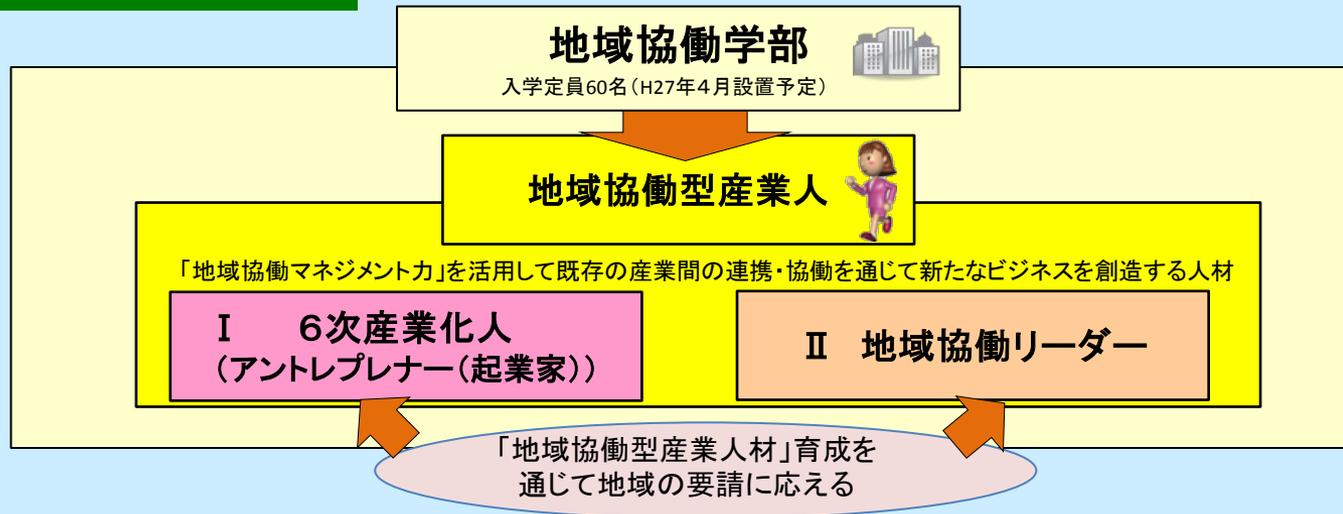 地域協働学部
入学定員60名(H27年4月設置予定)
地域協働型産業人
「地域協働マネジメント力」を活用して既存の産業間の連携・協働を通じて新たなビジネスを創造する人材
Ⅰ　６次産業化人
(アントレプレナー(起業家))
Ⅱ　地域協働リーダー
「地域協働型産業人材」育成を
通じて地域の要請に応える